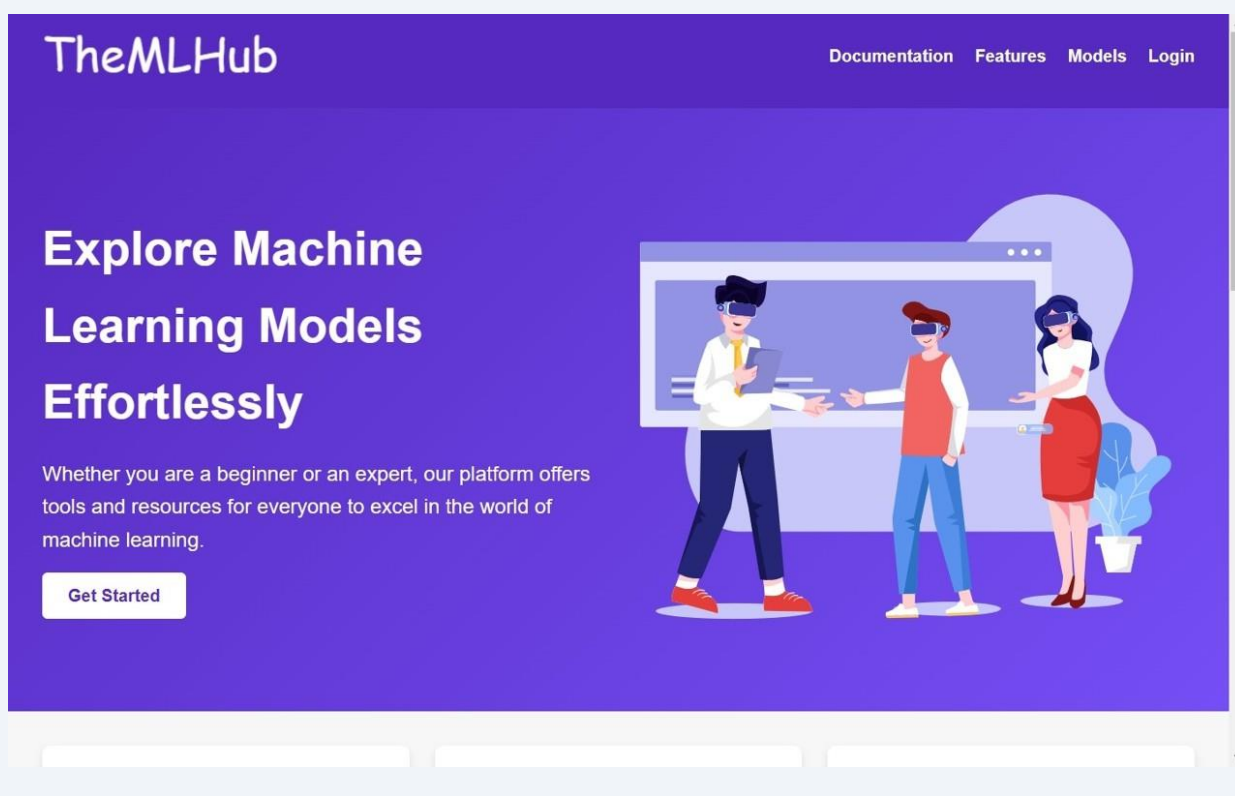 TheMLHub
Documentation Features Models Login
Explore Machine
Learning Models
Effortlessly
Whether you are a beginner or an expert, our platform offers
tools and resources for everyone to excel in the world of
machine learning.
Get Started